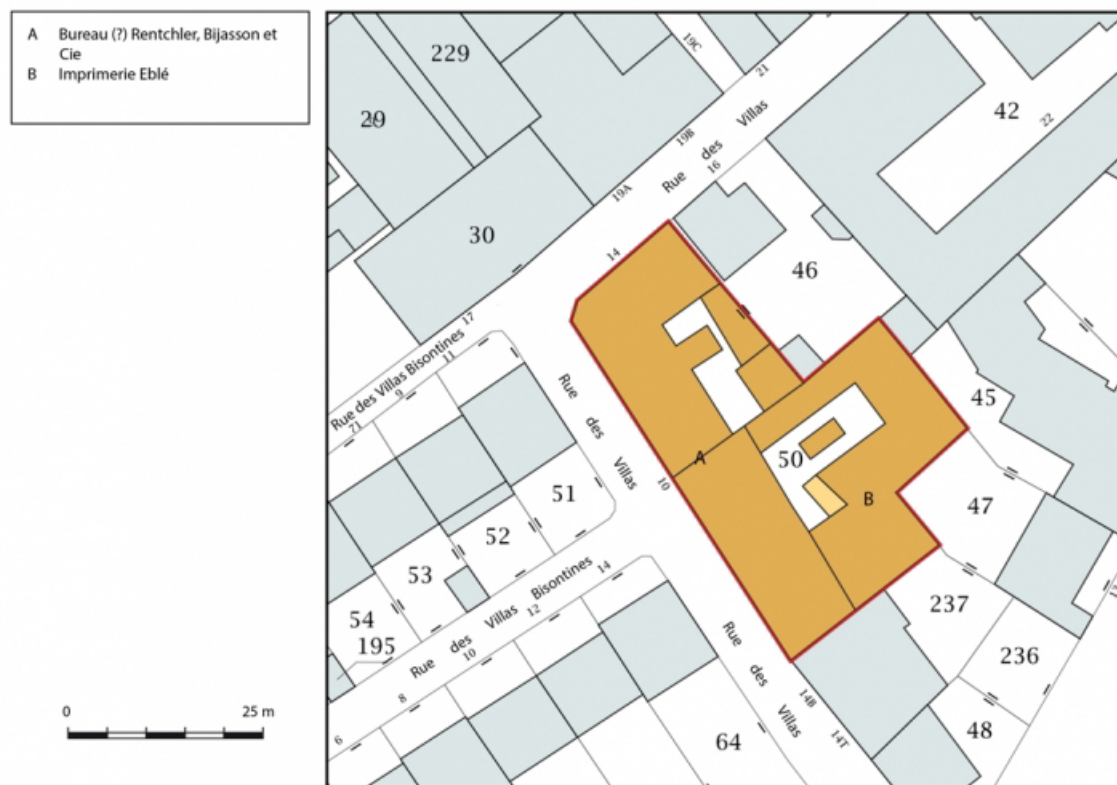 A Bureau (?) Rentchler, Bijasson et
Cie
B Imprimerie Eblé
0 25 m
229
19C
21
29
42
22
19B
Rue des Villas
16
19A
30
14
46
17
Rue des Villas Bisontines
11
9
Rue des Villas
45
A
10
50
B
51
47
52
53
Rue des Villas Bisontines
14
12
10
8
6
54
195
237
236
Rue des Villas
14B
14T
48
64